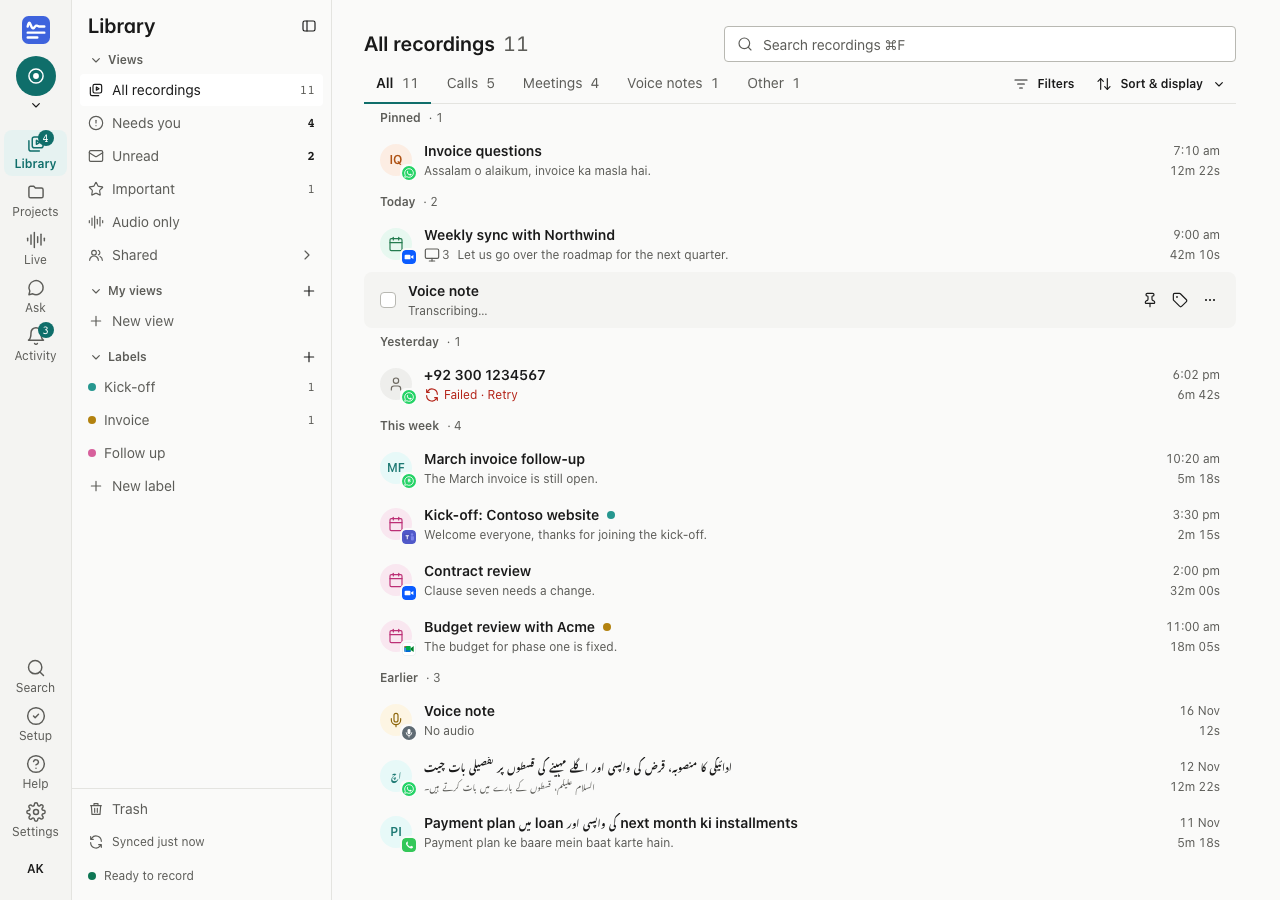 Library
Views
All recordings 11
Needs you 4
Unread 2
Important 1
Audio only
Shared
My views
New view
Labels
Kick-off 1
Invoice 1
Follow up
New label
Trash
Synced just now
Ready to record
4
Library
Projects
Live
Ask
3
Activity
Search
Setup
Help
Settings
AK
All recordings 11
Search recordings ⌘F
All 11 Calls 5 Meetings 4 Voice notes 1 Other 1
Filters Sort & display
Pinned · 1
IQ Invoice questions 7:10 am
Assalam o alaikum, invoice ka masla hai. 12m 22s
Today · 2
Weekly sync with Northwind 9:00 am
3 Let us go over the roadmap for the next quarter. 42m 10s
Voice note
Transcribing...
Yesterday · 1
+92 300 1234567 6:02 pm
Failed · Retry 6m 42s
This week · 4
MF March invoice follow-up 10:20 am
The March invoice is still open. 5m 18s
Kick-off: Contoso website 3:30 pm
Welcome everyone, thanks for joining the kick-off. 2m 15s
Contract review 2:00 pm
Clause seven needs a change. 32m 00s
Budget review with Acme 11:00 am
The budget for phase one is fixed. 18m 05s
Earlier · 3
Voice note 16 Nov
No audio 12s
اچ ادائیگی کا منصوبہ، قرض کی واپسی اور اگلے مہینے کی قسطوں پر تفصیلی بات چیت 12 Nov
السلام علیکم، قسطوں کے بارے میں بات کرتے ہیں۔ 12m 22s
PI Payment plan میں loan کی واپسی اور next month ki installments 11 Nov
Payment plan ke baare mein baat karte hain. 5m 18s